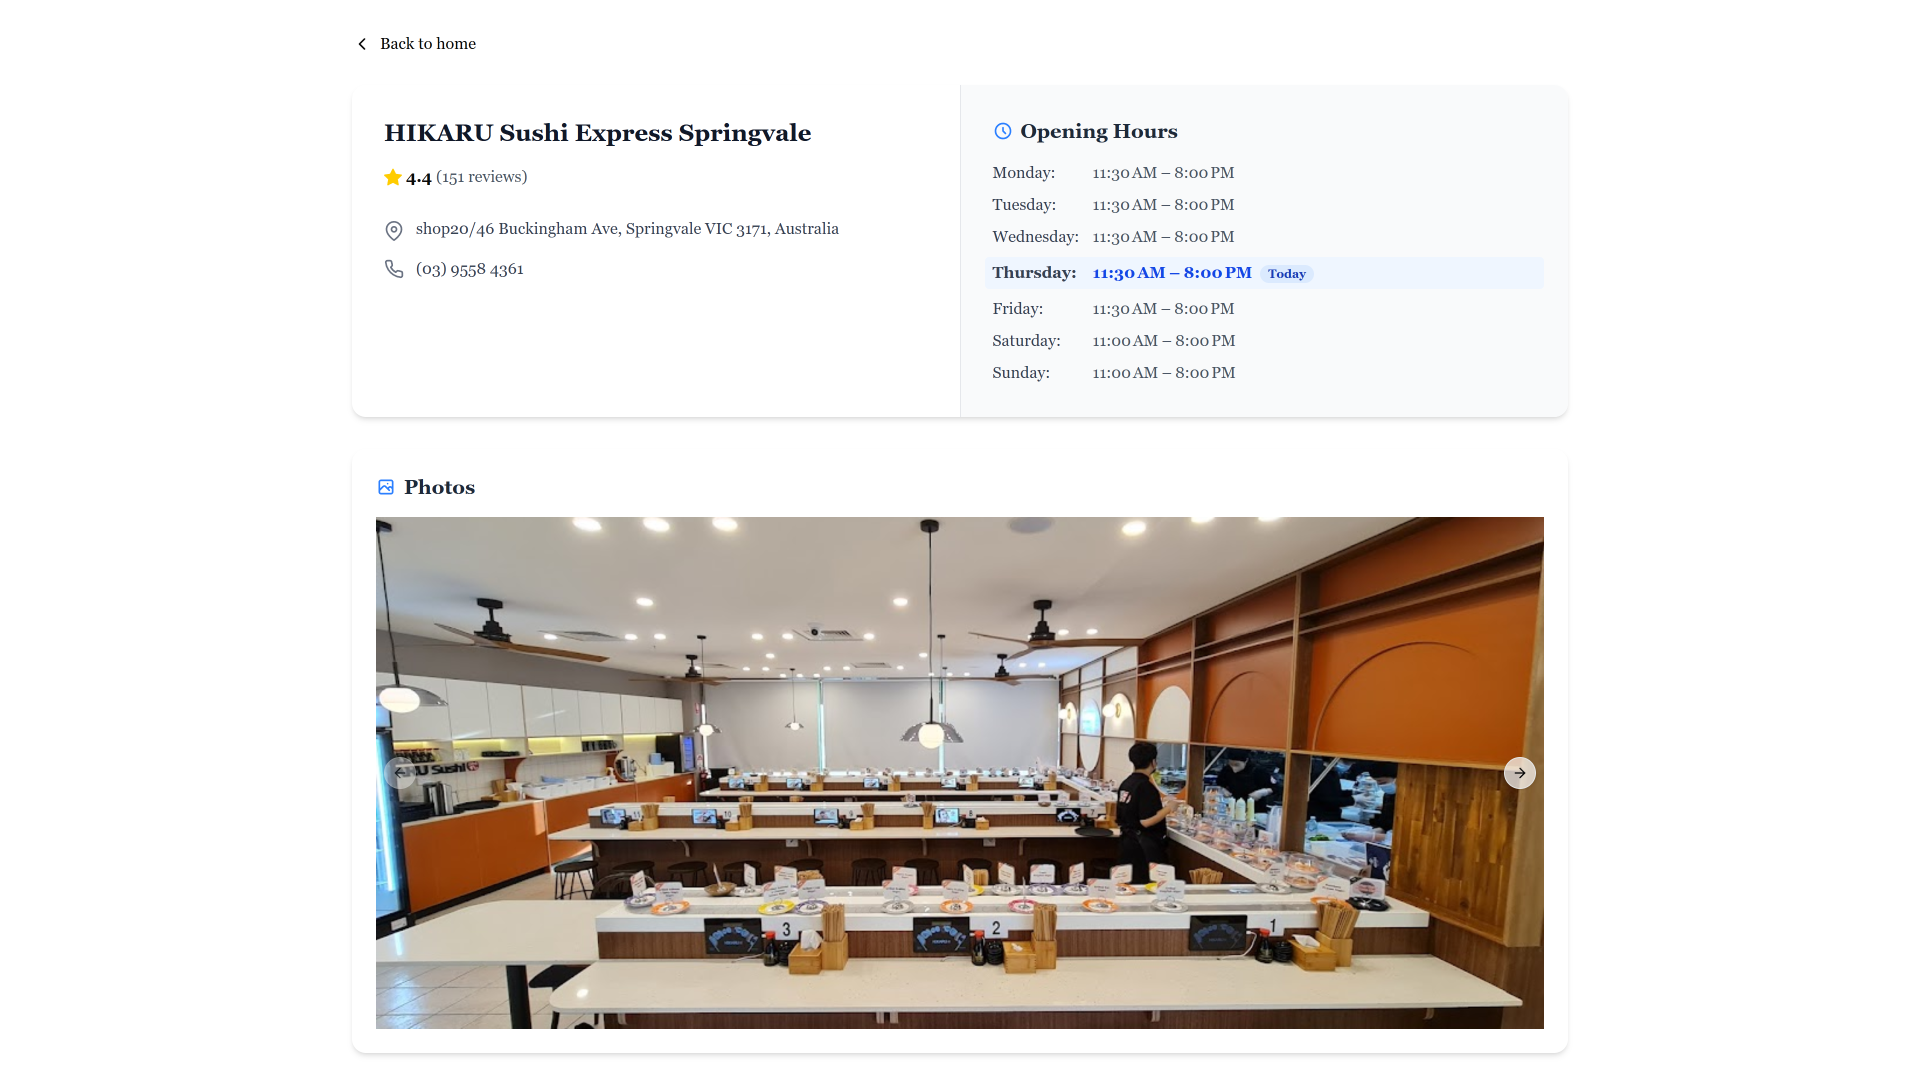 Back to home
HIKARU Sushi Express Springvale
4.4 (151 reviews)
shop20/46 Buckingham Ave, Springvale VIC 3171, Australia
(03) 9558 4361
Opening Hours
Monday: 11:30 AM – 8:00 PM
Tuesday: 11:30 AM – 8:00 PM
Wednesday: 11:30 AM – 8:00 PM
Thursday: 11:30 AM – 8:00 PM Today
Friday: 11:30 AM – 8:00 PM
Saturday: 11:00 AM – 8:00 PM
Sunday: 11:00 AM – 8:00 PM
Photos
Sushi
3
2
1